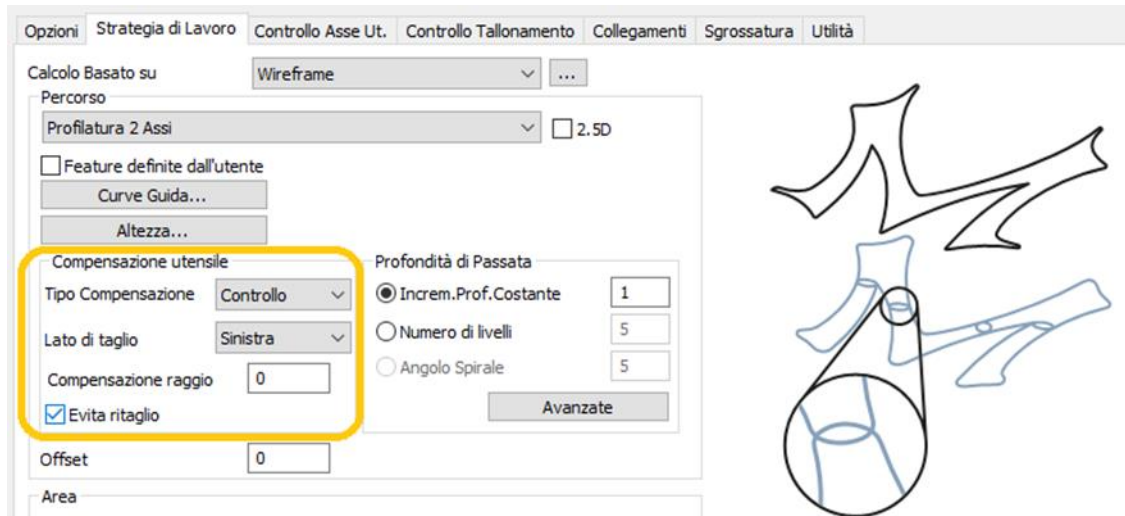 Opzioni Strategia di Lavoro Controllo Asse Ut. Controllo Tallonamento Collegamenti Sgrossatura Utilità
Calcolo Basato su Wireframe ...
Percorso
Profilatura 2 Assi 2.5D
Feature definite dall'utente
Curve Guida...
Altezza...
Compensazione utensile
Tipo Compensazione Controllo
Lato di taglio Sinistra
Compensazione raggio 0
Evita ritaglio
Profondità di Passata
Increm.Prof.Costante 1
Numero di livelli 5
Angolo Spirale 5
Avanzate
Offset 0
Area